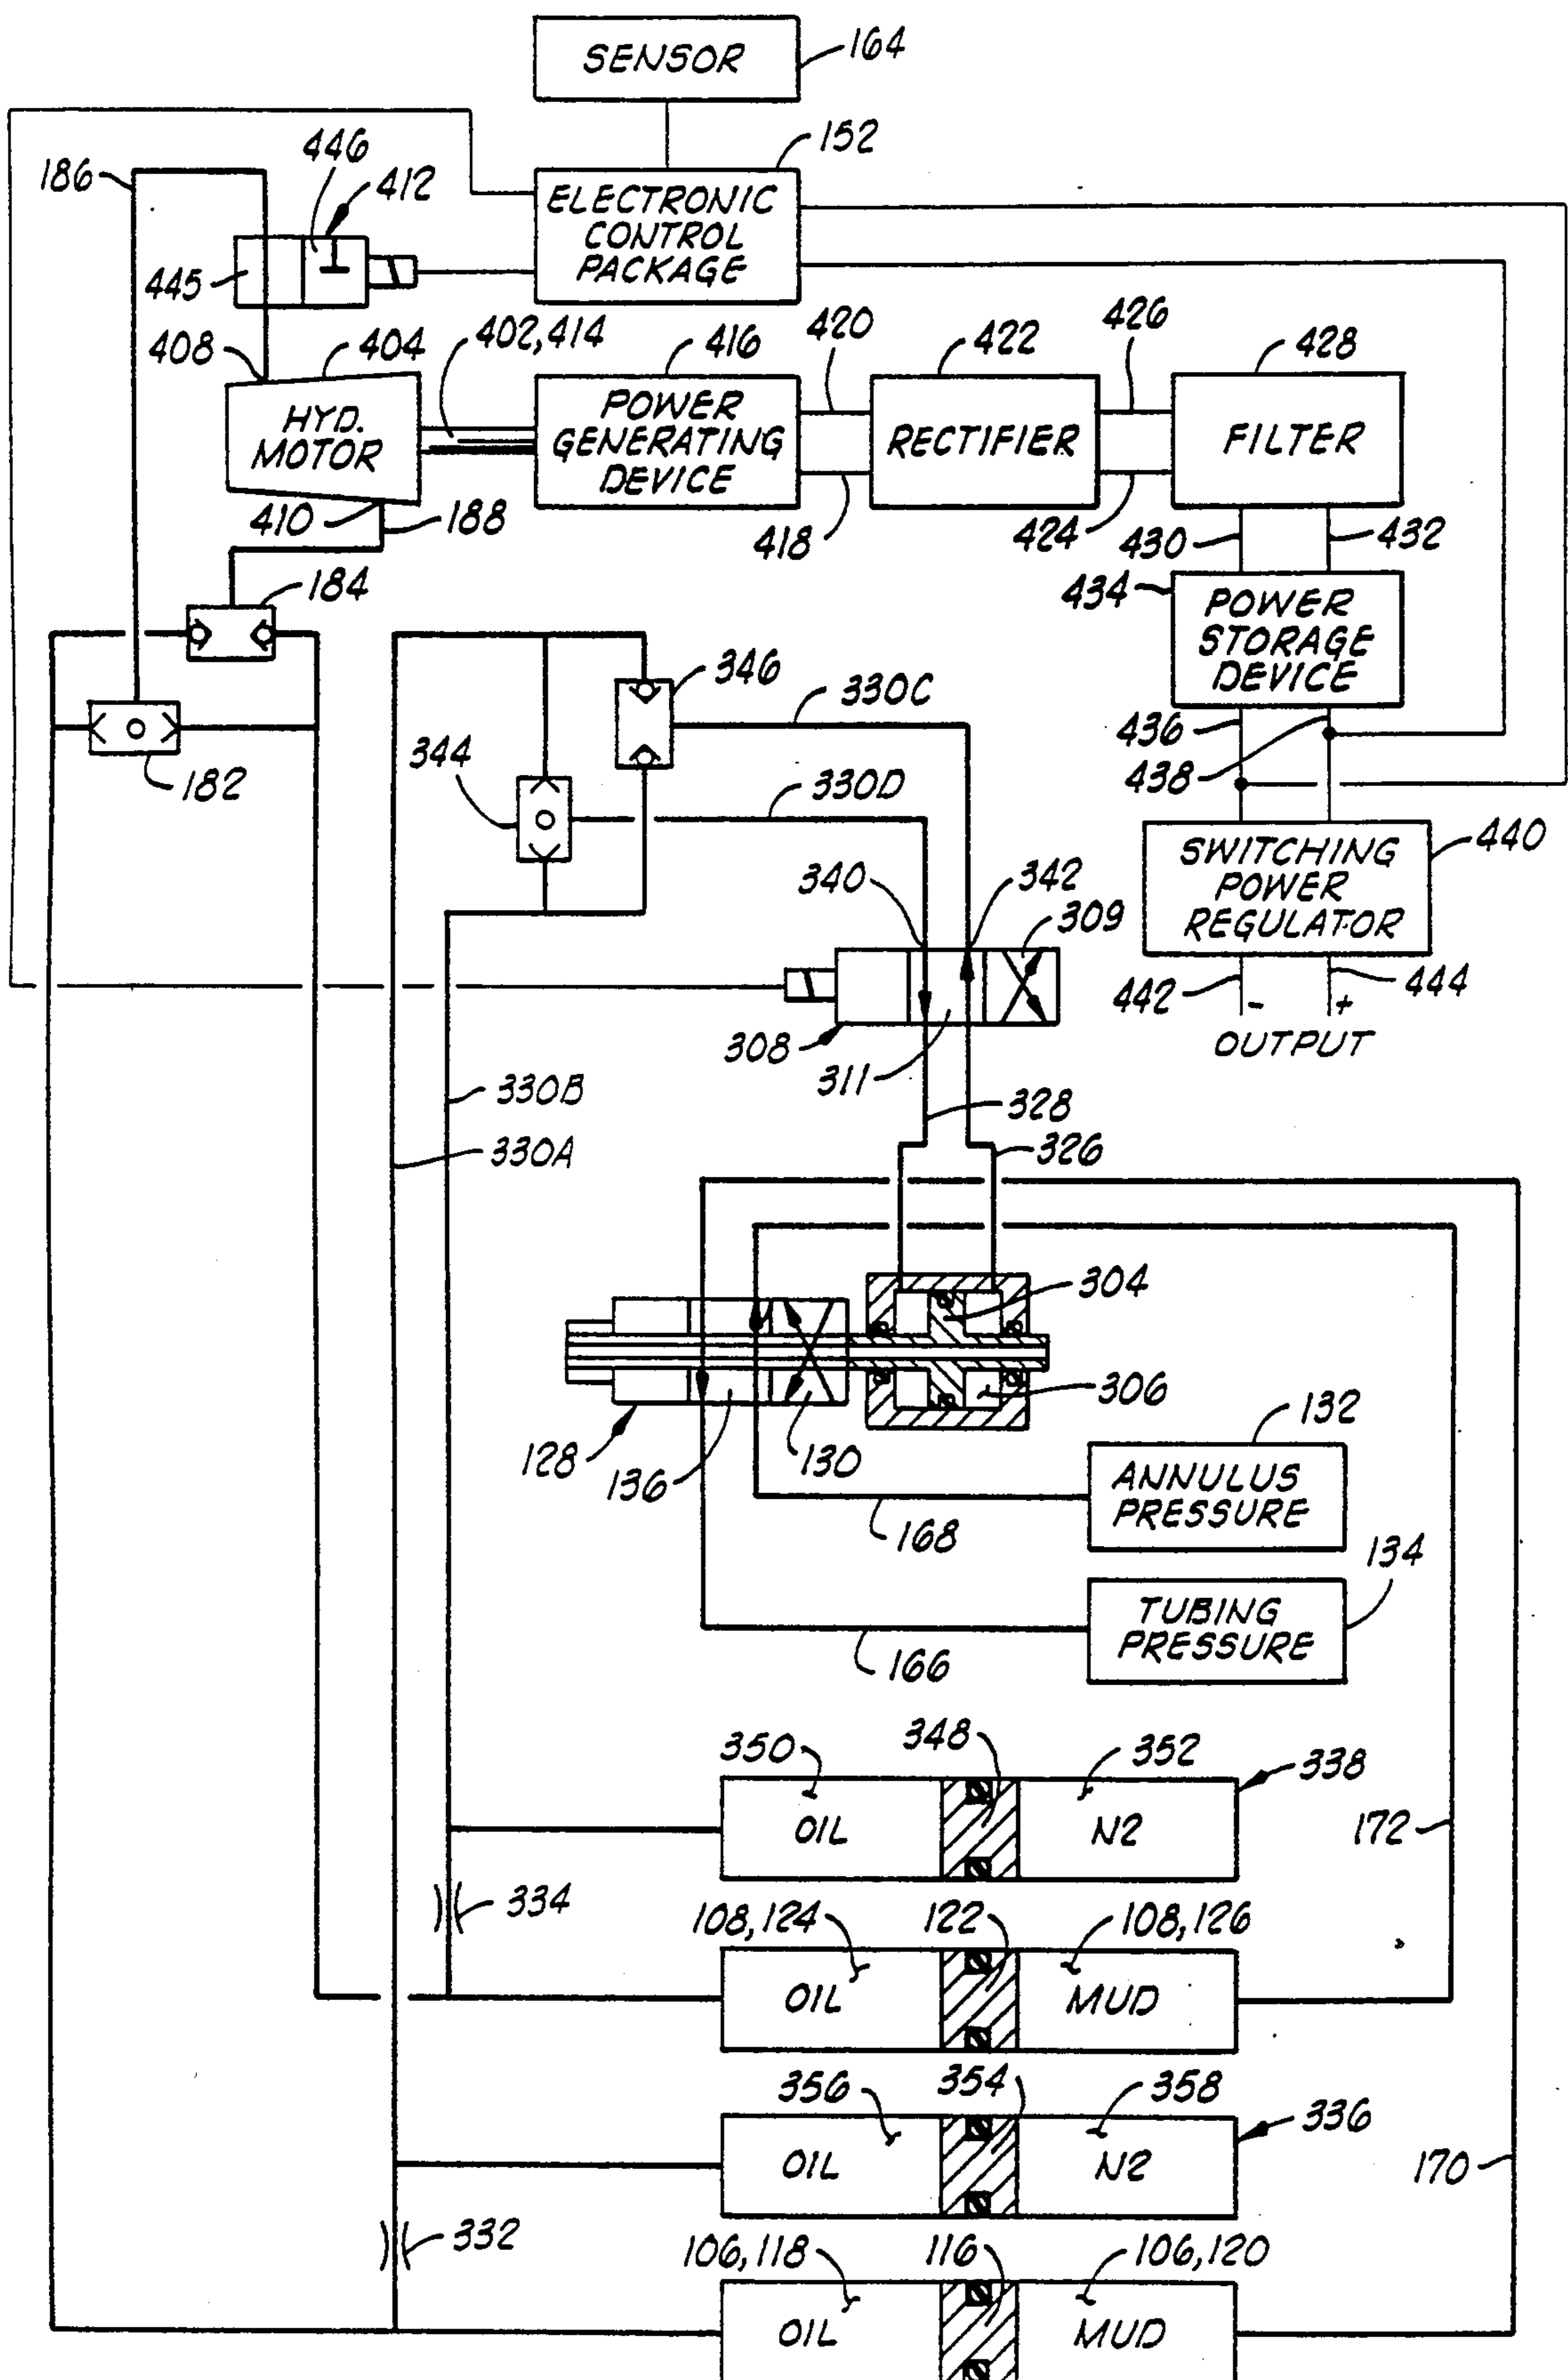 SENSOR
164
446
152
186
412
ELECTRONIC
CONTROL
PACKAGE
445
402,414
420
426
408
404
416
422
428
HYD.
MOTOR
POWER
GENERATING
DEVICE
RECTIFIER
FILTER
410
188
418
424
430
432
184
434
POWER
STORAGE
DEVICE
346
330C
436
344
438
182
330D
440
SWITCHING
POWER
REGULATOR
340
342
309
442
444
- +
308
OUTPUT
311
330B
328
330A
326
304
306
132
128
136
130
ANNULUS
PRESSURE
168
134
TUBING
PRESSURE
166
350
348
352
338
OIL
N2
172
334
108,124
122
108,126
OIL
MUD
356
354
358
336
OIL
N2
170
332
106,118
116
106,120
OIL
MUD